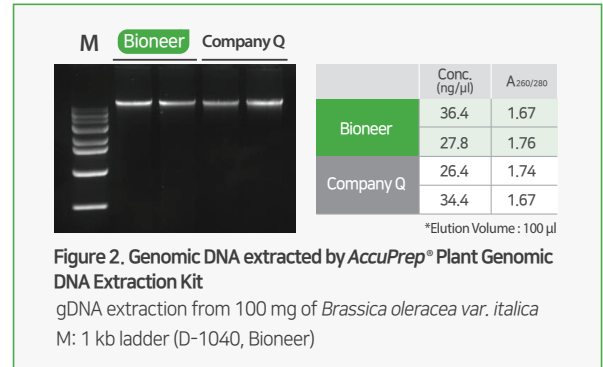 M Bioneer Company Q
Conc. (ng/µl) A260/280
Bioneer 36.4 1.67
27.8 1.76
Company Q 26.4 1.74
34.4 1.67
*Elution Volume : 100 µl
Figure 2. Genomic DNA extracted by AccuPrep® Plant Genomic
DNA Extraction Kit
gDNA extraction from 100 mg of Brassica oleracea var. italica
M: 1 kb ladder (D-1040, Bioneer)